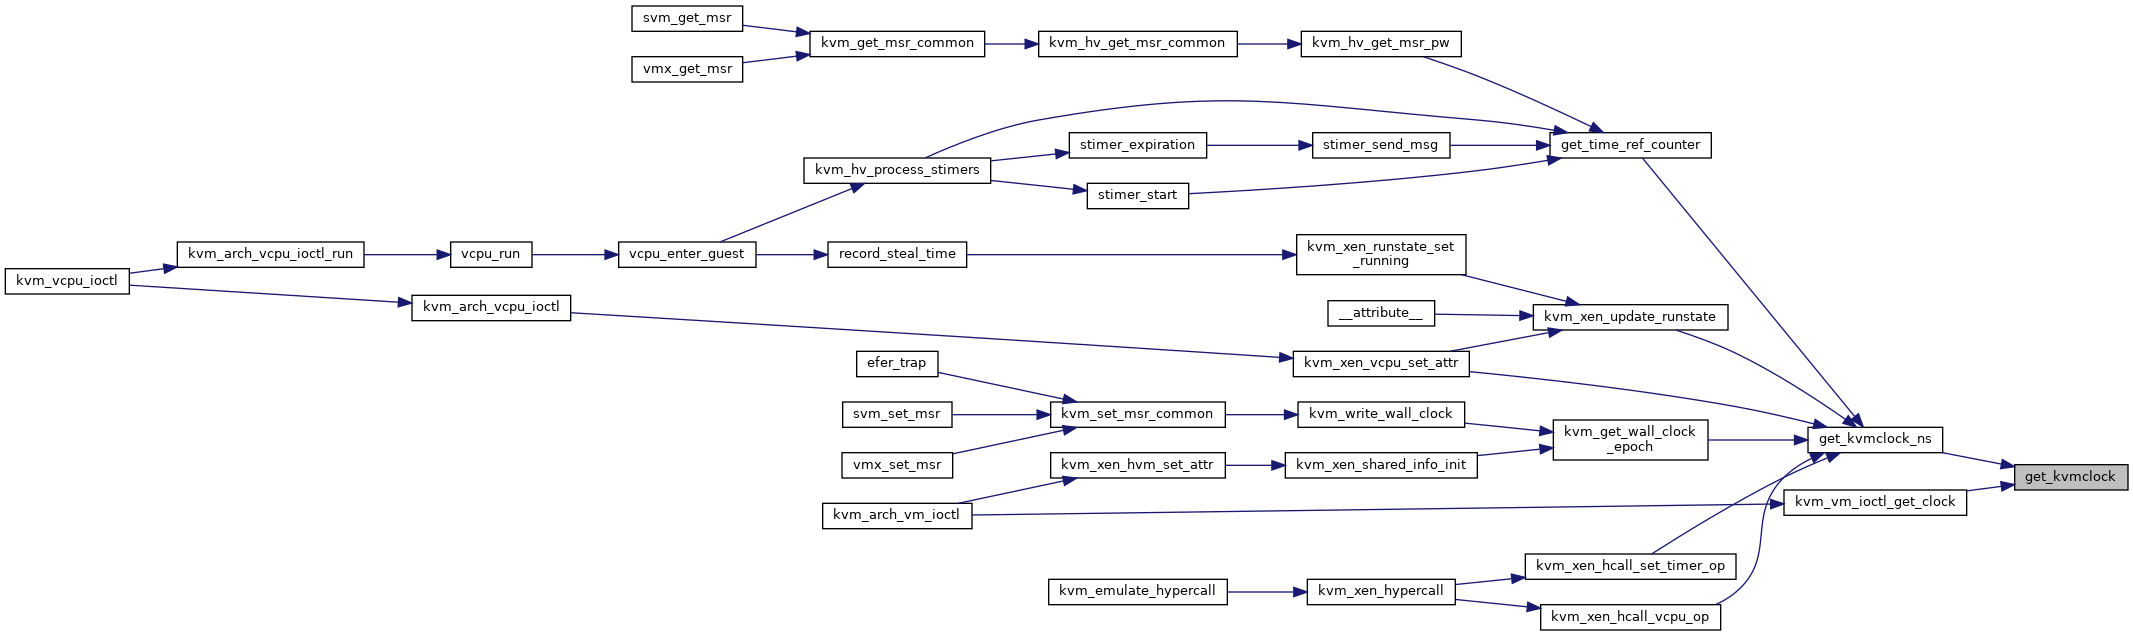 svm_get_msr
kvm_get_msr_common
kvm_hv_get_msr_common
kvm_hv_get_msr_pw
vmx_get_msr
stimer_expiration
stimer_send_msg
get_time_ref_counter
kvm_hv_process_stimers
stimer_start
kvm_xen_runstate_set
_running
kvm_arch_vcpu_ioctl_run
vcpu_run
vcpu_enter_guest
record_steal_time
kvm_vcpu_ioctl
kvm_arch_vcpu_ioctl
__attribute__
kvm_xen_update_runstate
efer_trap
kvm_xen_vcpu_set_attr
svm_set_msr
kvm_set_msr_common
kvm_write_wall_clock
kvm_get_wall_clock
_epoch
get_kvmclock_ns
vmx_set_msr
kvm_xen_hvm_set_attr
kvm_xen_shared_info_init
get_kvmclock
kvm_arch_vm_ioctl
kvm_vm_ioctl_get_clock
kvm_xen_hcall_set_timer_op
kvm_emulate_hypercall
kvm_xen_hypercall
kvm_xen_hcall_vcpu_op